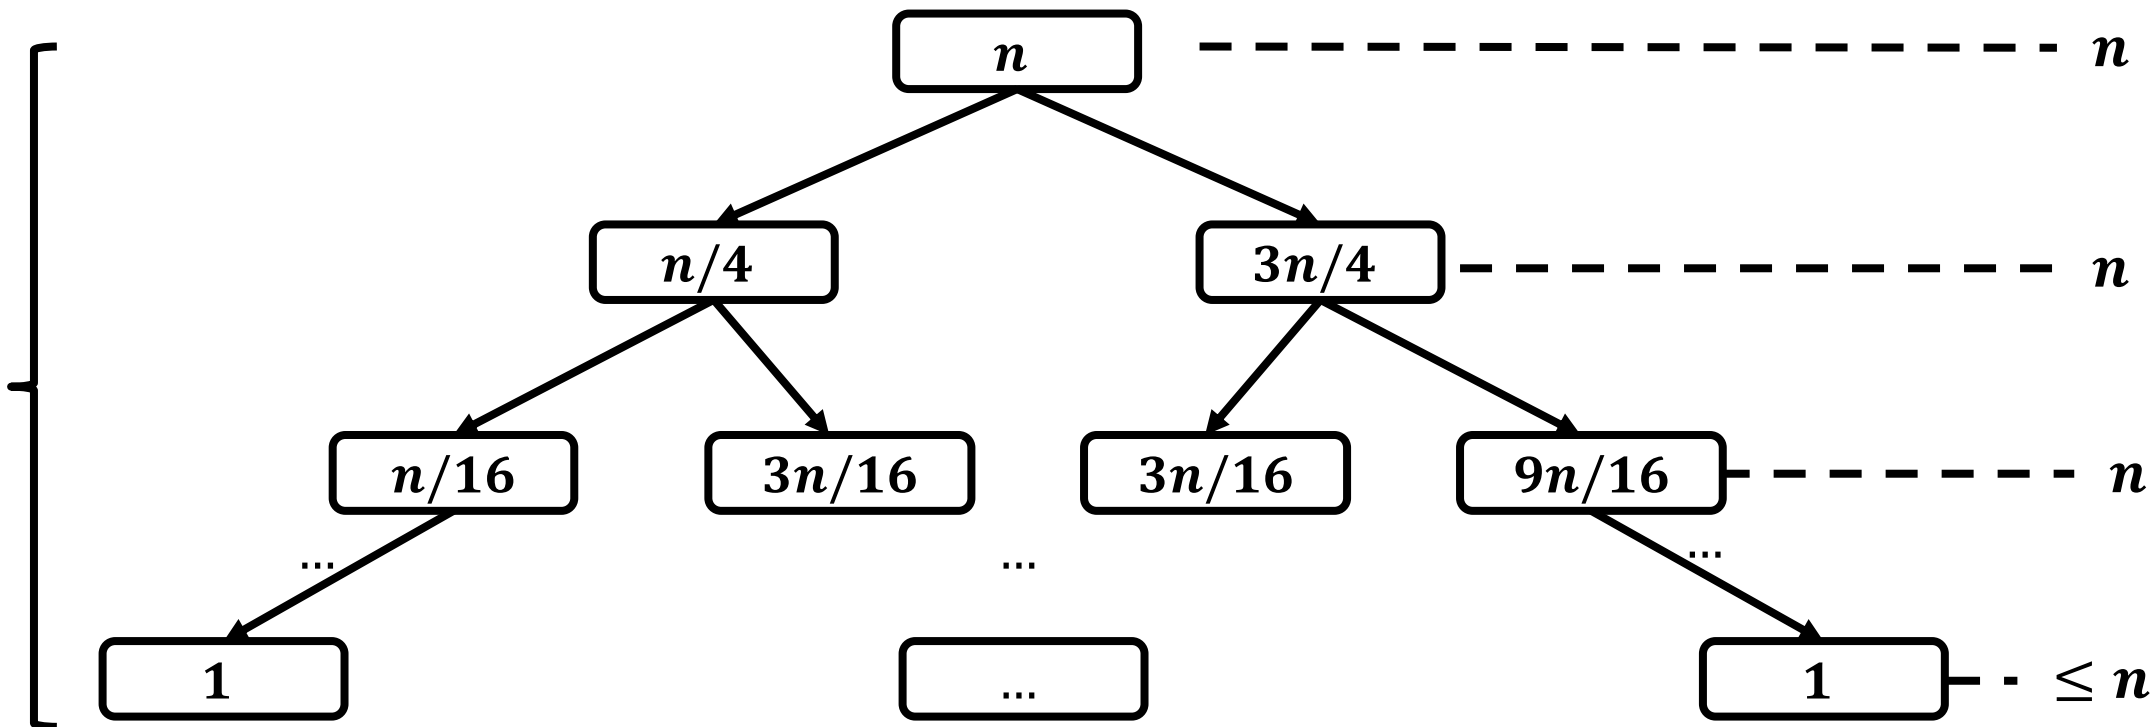 n n
n/4 3n/4 n
n/16 3n/16 3n/16 9n/16 n
... ... ...
1 ... 1 ≤ n